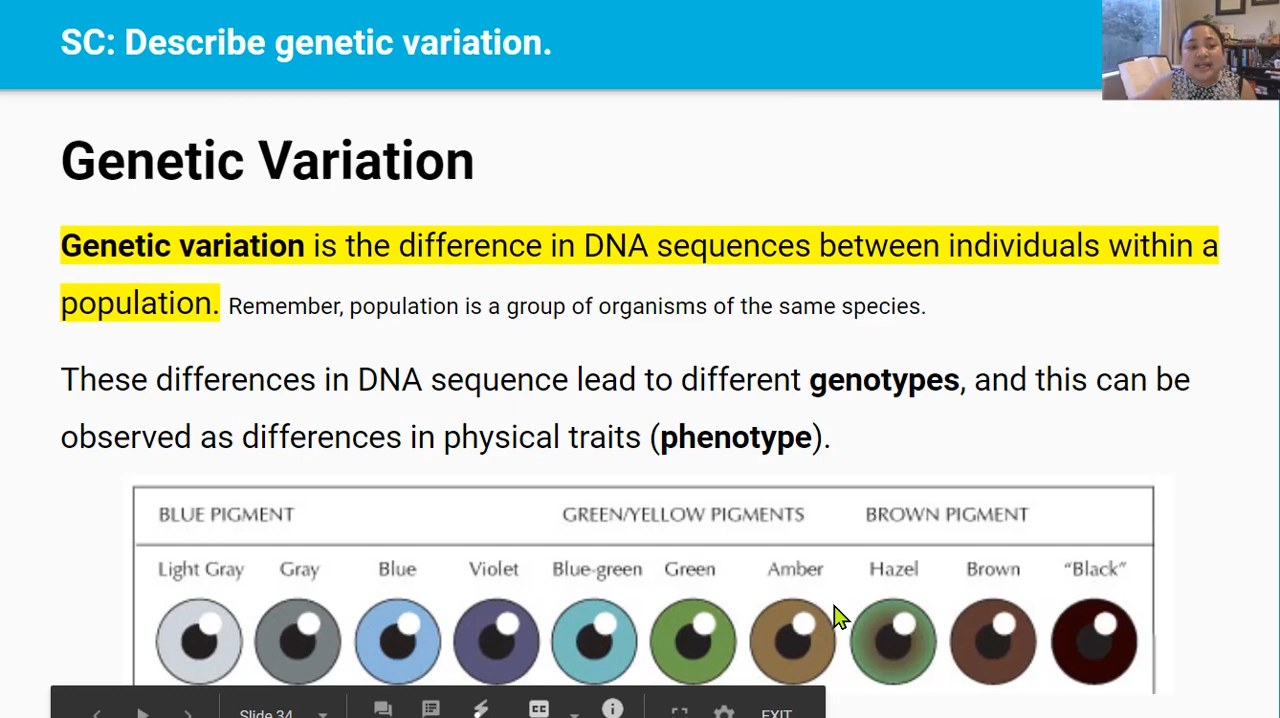 SC: Describe genetic variation.
Genetic Variation
Genetic variation is the difference in DNA sequences between individuals within a
population. Remember, population is a group of organisms of the same species.
These differences in DNA sequence lead to different genotypes, and this can be
observed as differences in physical traits (phenotype).
BLUE PIGMENT GREEN/YELLOW PIGMENTS BROWN PIGMENT
Light Gray Gray Blue Violet Blue-green Green Amber Hazel Brown "Black"
Slide 34 CC EXIT